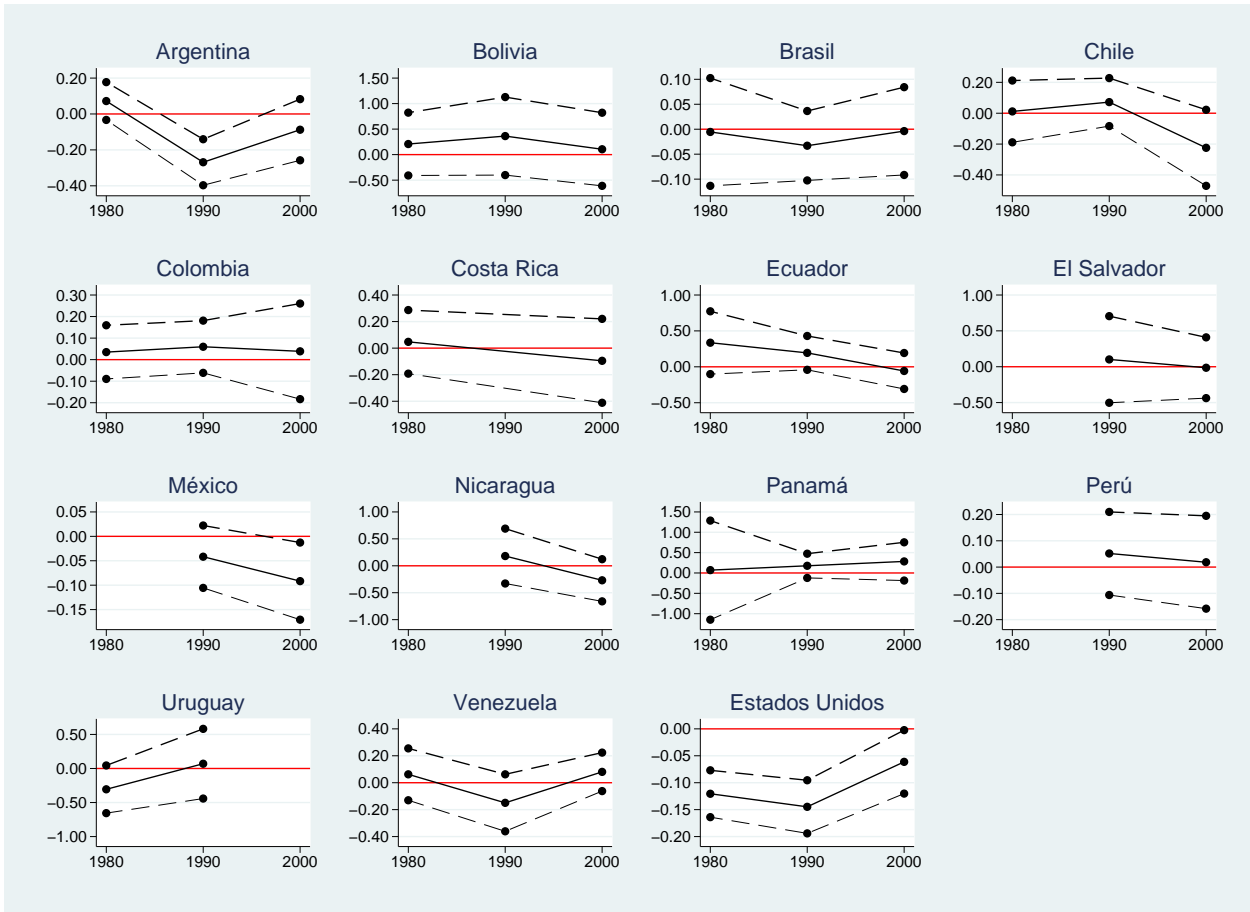 Argentina
0.20
0.00
–0.20
–0.40
1980 1990 2000
Bolivia
1.50
1.00
0.50
0.00
–0.50
1980 1990 2000
Brasil
0.10
0.05
0.00
–0.05
–0.10
1980 1990 2000
Chile
0.20
0.00
–0.20
–0.40
1980 1990 2000
Colombia
0.30
0.20
0.10
0.00
–0.10
–0.20
1980 1990 2000
Costa Rica
0.40
0.20
0.00
–0.20
–0.40
1980 1990 2000
Ecuador
1.00
0.50
0.00
–0.50
1980 1990 2000
El Salvador
1.00
0.50
0.00
–0.50
1980 1990 2000
México
0.05
0.00
–0.05
–0.10
–0.15
1980 1990 2000
Nicaragua
1.00
0.50
0.00
–0.50
–1.00
1980 1990 2000
Panamá
1.50
1.00
0.50
0.00
–0.50
–1.00
1980 1990 2000
Perú
0.20
0.10
0.00
–0.10
–0.20
1980 1990 2000
Uruguay
0.50
0.00
–0.50
–1.00
1980 1990 2000
Venezuela
0.40
0.20
0.00
–0.20
–0.40
1980 1990 2000
Estados Unidos
0.00
–0.05
–0.10
–0.15
–0.20
1980 1990 2000